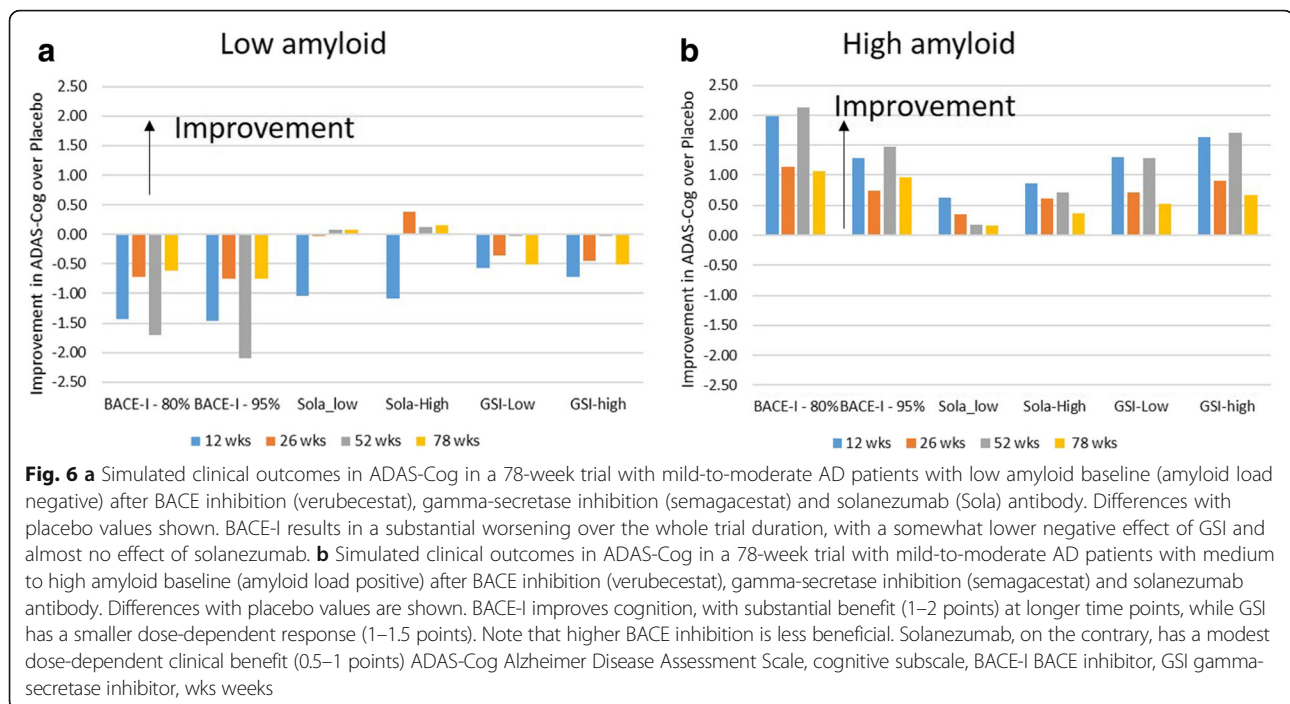 a
Low amyloid
Improvement in ADAS-Cog over Placebo
2.50
2.00
1.50
1.00
0.50
0.00
-0.50
-1.00
-1.50
-2.00
-2.50
Improvement
BACE-I - 80% BACE-I - 95% Sola_low Sola-High GSI-Low GSI-high
12 wks 26 wks 52 wks 78 wks
b
High amyloid
Improvement in ADAS-Cog over Placebo
2.50
2.00
1.50
1.00
0.50
0.00
-0.50
-1.00
-1.50
-2.00
-2.50
Improvement
BACE-I - 80% BACE-I - 95% Sola_low Sola-High GSI-Low GSI-high
12 wks 26 wks 52 wks 78 wks
Fig. 6 a Simulated clinical outcomes in ADAS-Cog in a 78-week trial with mild-to-moderate AD patients with low amyloid baseline (amyloid load
negative) after BACE inhibition (verubecestat), gamma-secretase inhibition (semagacestat) and solanezumab (Sola) antibody. Differences with
placebo values shown. BACE-I results in a substantial worsening over the whole trial duration, with a somewhat lower negative effect of GSI and
almost no effect of solanezumab. b Simulated clinical outcomes in ADAS-Cog in a 78-week trial with mild-to-moderate AD patients with medium
to high amyloid baseline (amyloid load positive) after BACE inhibition (verubecestat), gamma-secretase inhibition (semagacestat) and solanezumab
antibody. Differences with placebo values are shown. BACE-I improves cognition, with substantial benefit (1–2 points) at longer time points, while GSI
has a smaller dose-dependent response (1–1.5 points). Note that higher BACE inhibition is less beneficial. Solanezumab, on the contrary, has a modest
dose-dependent clinical benefit (0.5–1 points) ADAS-Cog Alzheimer Disease Assessment Scale, cognitive subscale, BACE-I BACE inhibitor, GSI gamma-
secretase inhibitor, wks weeks